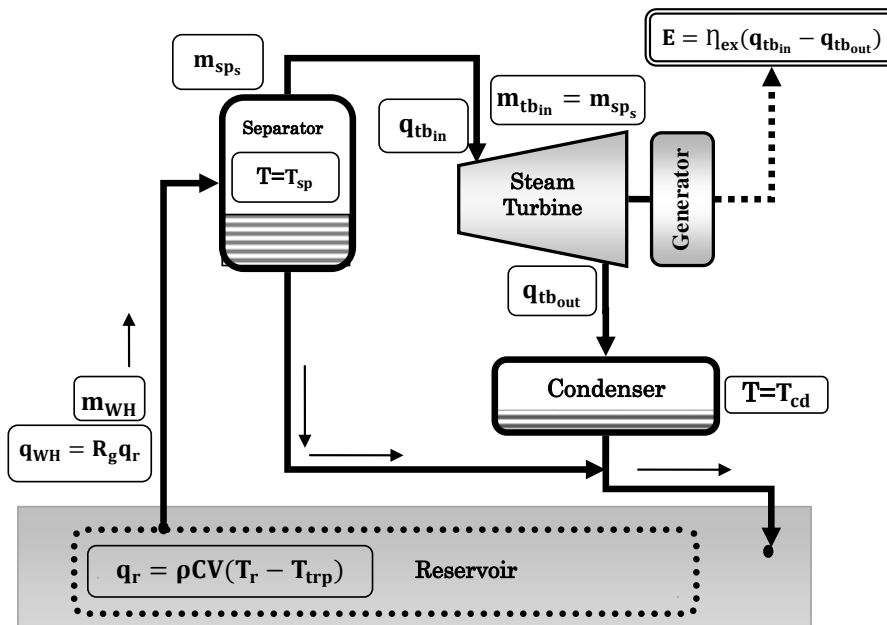 E = η_ex(q_tb_in − q_tb_out)
m_sp_s
m_tb_in = m_sp_s
Separator
q_tb_in
T=T_sp
Steam
Turbine
Generator
q_tb_out
Condenser
T=T_cd
m_WH
q_WH = R_g q_r
q_r = ρCV(T_r − T_trp)
Reservoir